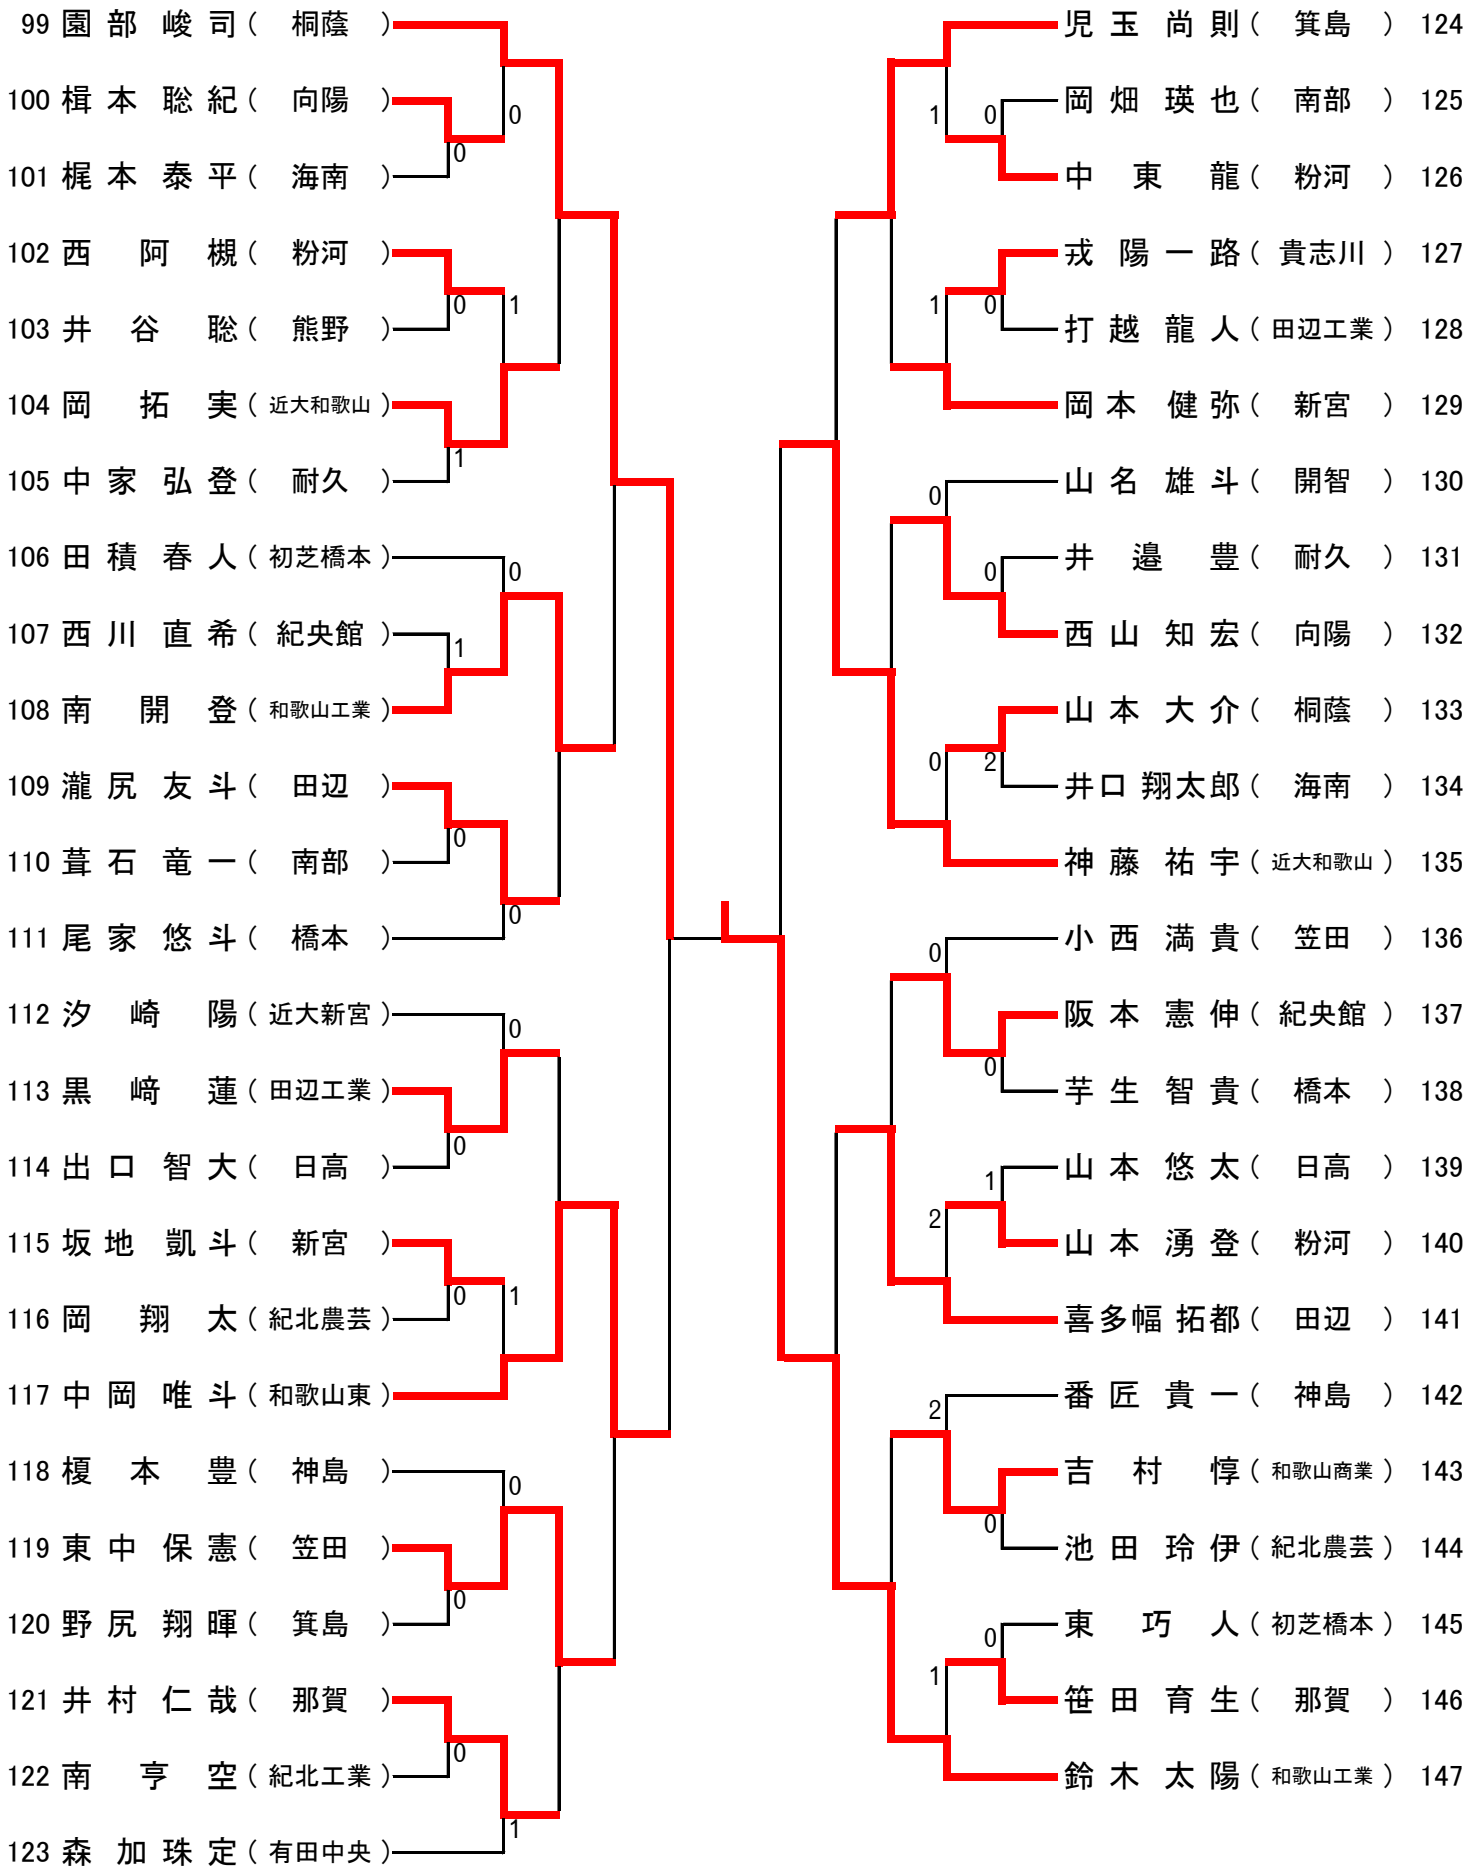 99 園部 峻司 ( 桐蔭 )
100 楫本 聡紀 ( 向陽 )
0
0
101 梶本 泰平 ( 海南 )
102 西 阿槻 ( 粉河 )
0
1
103 井谷 聡 ( 熊野 )
104 岡 拓実 ( 近大和歌山 )
1
105 中家 弘登 ( 耐久 )
106 田積 春人 ( 初芝橋本 )
0
107 西川 直希 ( 紀央館 )
1
108 南 開登 ( 和歌山工業 )
109 瀧尻 友斗 ( 田辺 )
0
110 葺石 竜一 ( 南部 )
0
111 尾家 悠斗 ( 橋本 )
112 汐崎 陽 ( 近大新宮 )
0
113 黒﨑 蓮 ( 田辺工業 )
0
114 出口 智大 ( 日高 )
115 坂地 凱斗 ( 新宮 )
0
1
116 岡 翔太 ( 紀北農芸 )
117 中岡 唯斗 ( 和歌山東 )
118 榎本 豊 ( 神島 )
0
119 東中 保憲 ( 笠田 )
0
120 野尻 翔暉 ( 箕島 )
121 井村 仁哉 ( 那賀 )
0
122 南 亨空 ( 紀北工業 )
1
123 森 加珠定 ( 有田中央 )
児玉 尚則 ( 箕島 ) 124
1
0
岡畑 瑛也 ( 南部 ) 125
中東 龍 ( 粉河 ) 126
戎 陽一路 ( 貴志川 ) 127
1
0
打越 龍人 ( 田辺工業 ) 128
岡本 健弥 ( 新宮 ) 129
山名 雄斗 ( 開智 ) 130
0
井邉 豊 ( 耐久 ) 131
0
西山 知宏 ( 向陽 ) 132
山本 大介 ( 桐蔭 ) 133
0
2
井口 翔太郎 ( 海南 ) 134
神藤 祐宇 ( 近大和歌山 ) 135
小西 満貴 ( 笠田 ) 136
0
阪本 憲伸 ( 紀央館 ) 137
0
芋生 智貴 ( 橋本 ) 138
山本 悠太 ( 日高 ) 139
1
2
山本 湧登 ( 粉河 ) 140
喜多幅 拓都 ( 田辺 ) 141
番匠 貴一 ( 神島 ) 142
2
吉村 惇 ( 和歌山商業 ) 143
0
池田 玲伊 ( 紀北農芸 ) 144
東 巧人 ( 初芝橋本 ) 145
0
1
笹田 育生 ( 那賀 ) 146
鈴木 太陽 ( 和歌山工業 ) 147